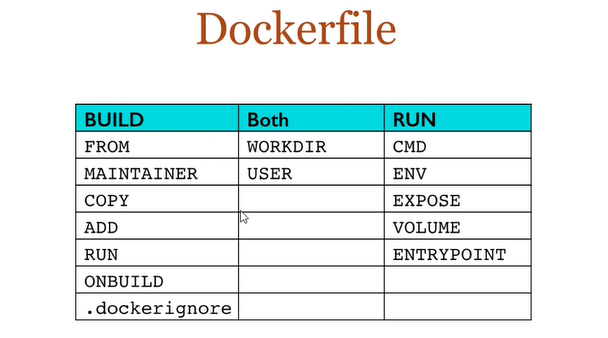 Dockerfile
BUILD Both RUN
FROM WORKDIR CMD
MAINTAINER USER ENV
COPY EXPOSE
ADD VOLUME
RUN ENTRYPOINT
ONBUILD
.dockerignore